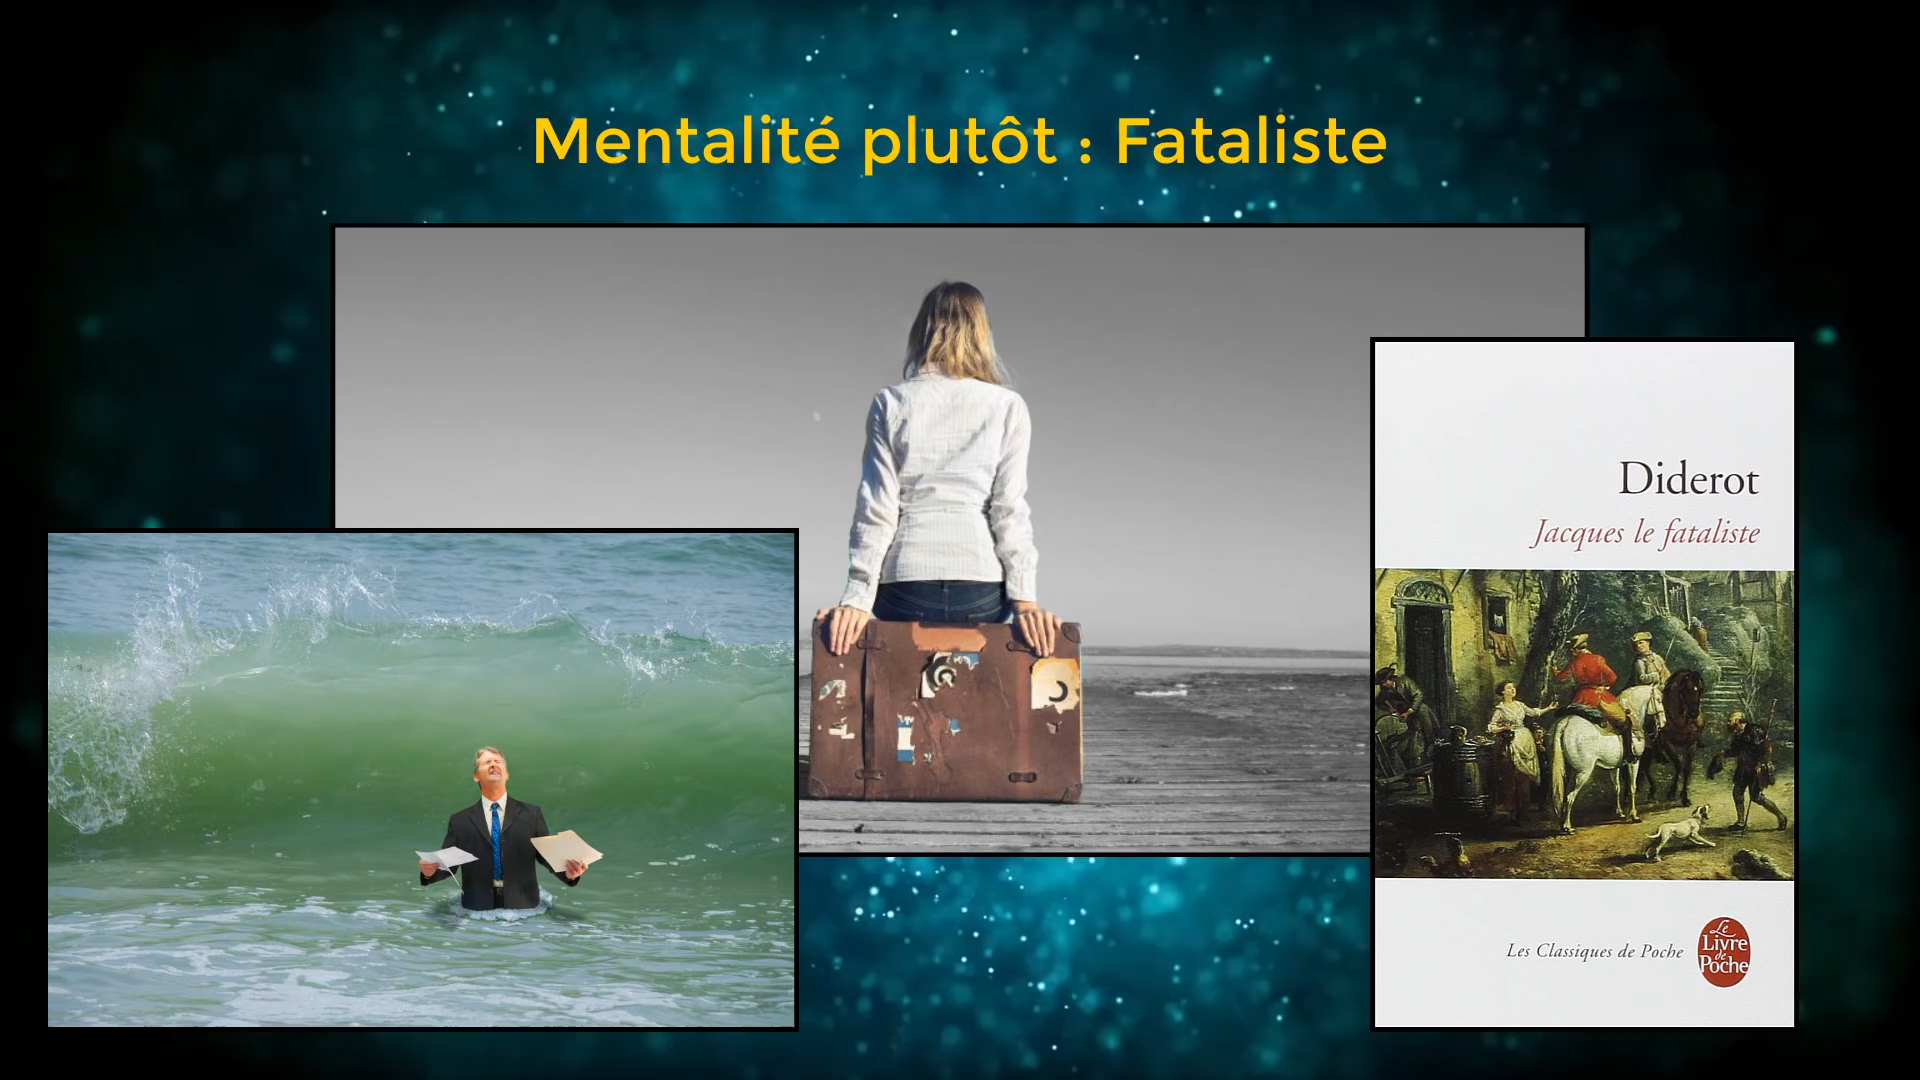 Mentalité plutôt : Fataliste
Diderot
Jacques le fataliste
Les Classiques de Poche
Le
Livre
de
Poche